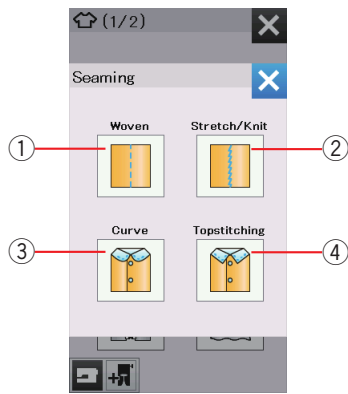 (1/2)
Seaming
Woven Stretch/Knit
1 2
Curve Topstitching
3 4